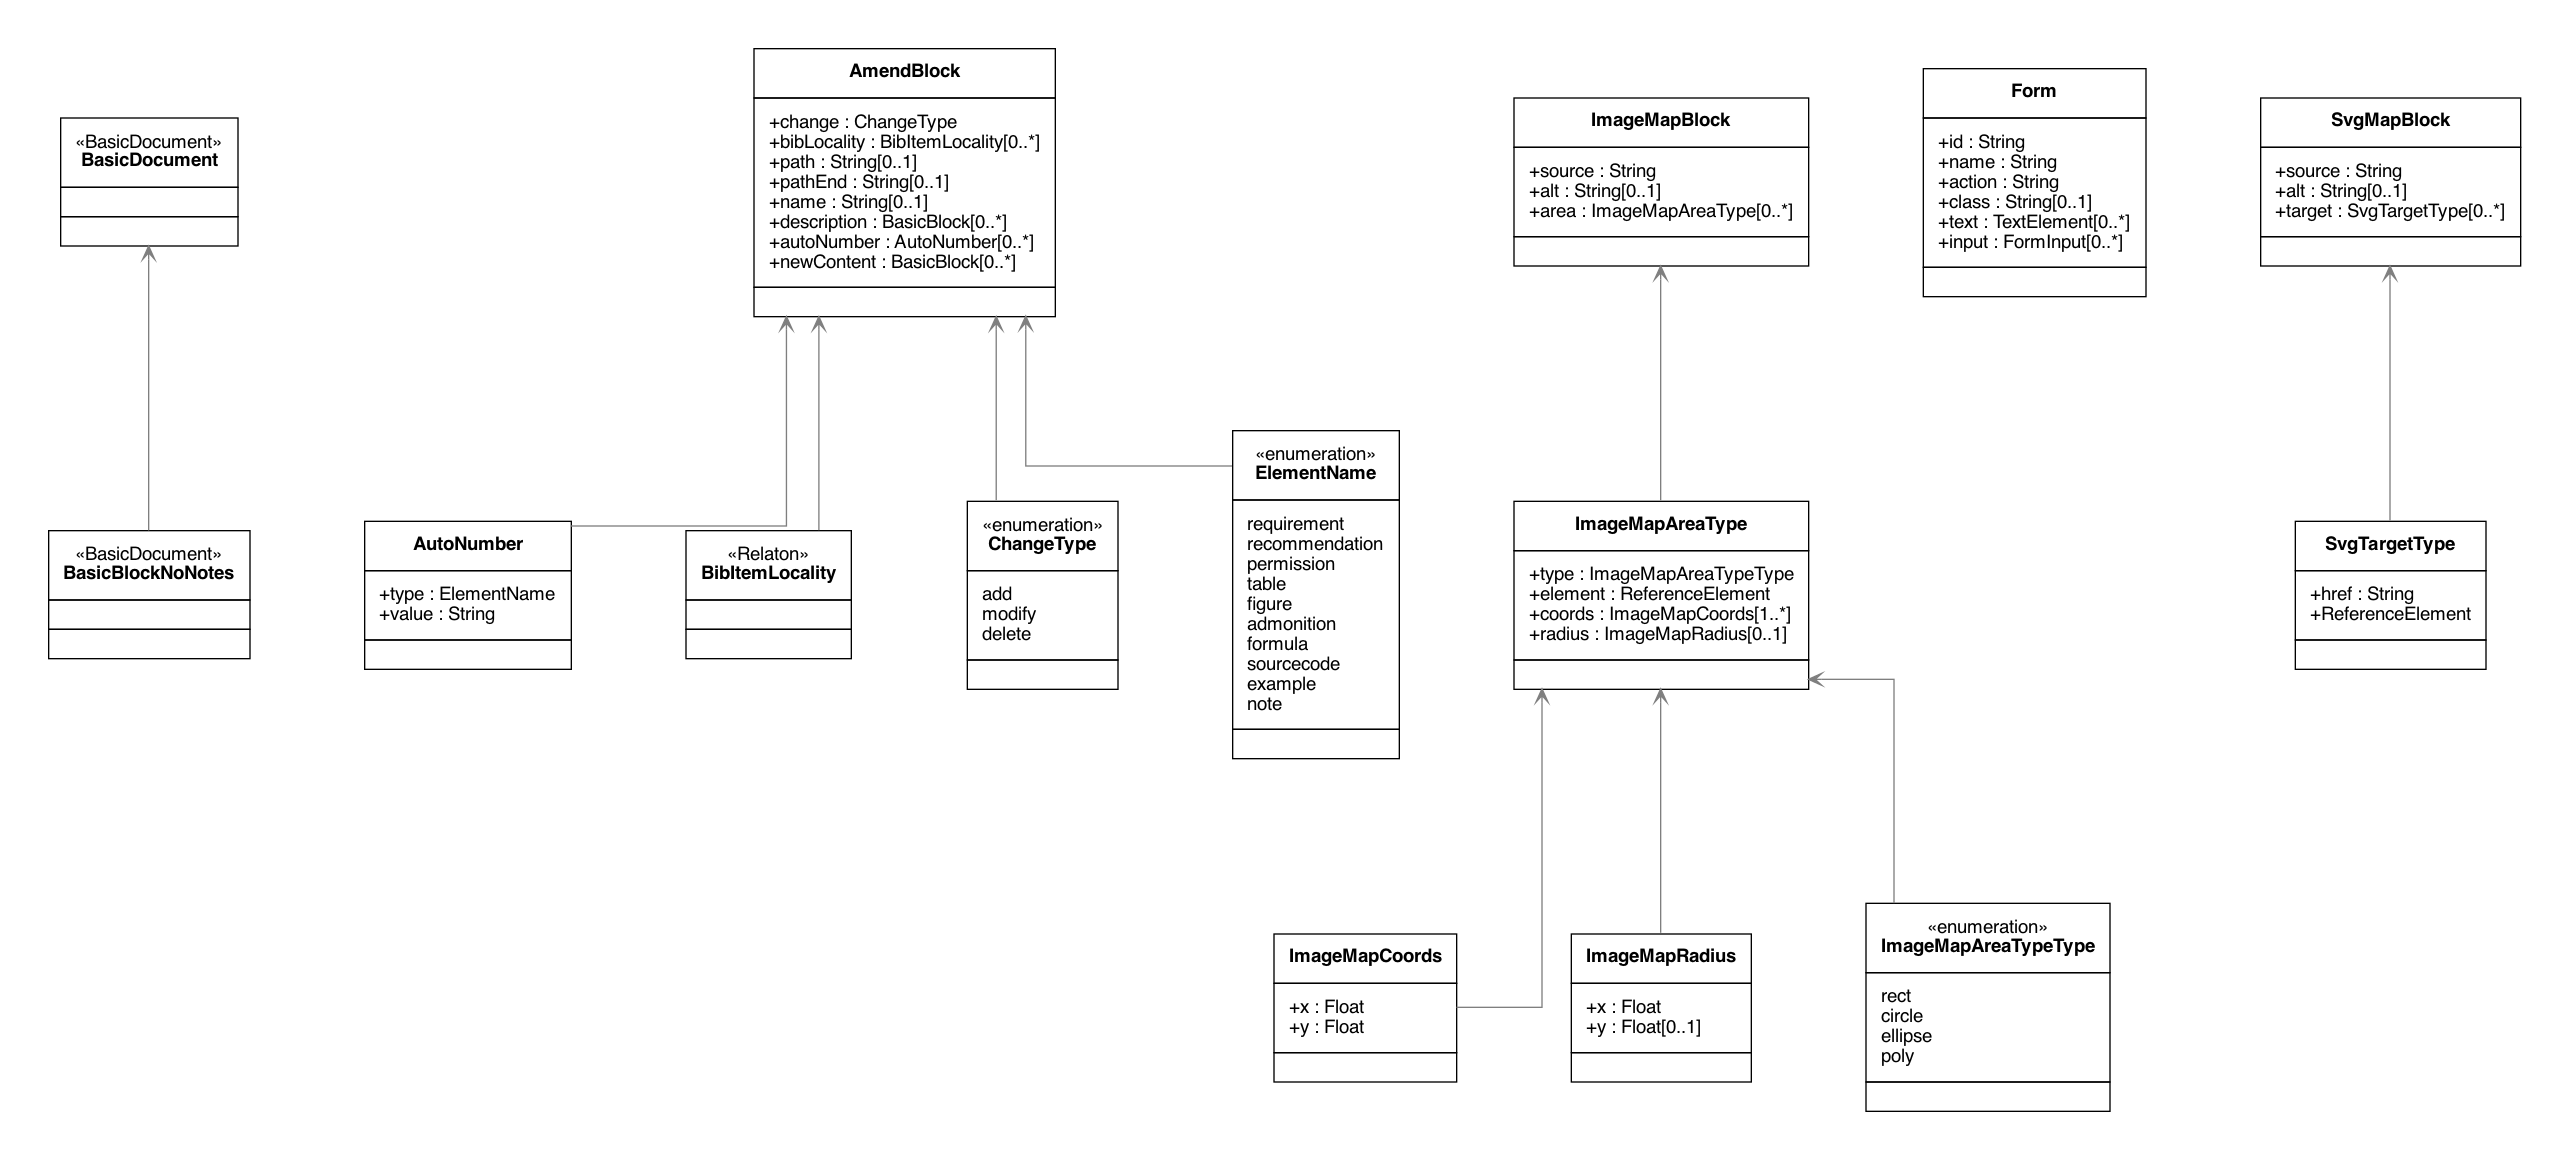 «BasicDocument»
BasicDocument
AmendBlock
+change : ChangeType
+bibLocality : BibItemLocality[0..*]
+path : String[0..1]
+pathEnd : String[0..1]
+name : String[0..1]
+description : BasicBlock[0..*]
+autoNumber : AutoNumber[0..*]
+newContent : BasicBlock[0..*]
ImageMapBlock
+source : String
+alt : String[0..1]
+area : ImageMapAreaType[0..*]
Form
+id : String
+name : String
+action : String
+class : String[0..1]
+text : TextElement[0..*]
+input : FormInput[0..*]
SvgMapBlock
+source : String
+alt : String[0..1]
+target : SvgTargetType[0..*]
«BasicDocument»
BasicBlockNoNotes
AutoNumber
+type : ElementName
+value : String
«Relaton»
BibItemLocality
«enumeration»
ChangeType
add
modify
delete
«enumeration»
ElementName
requirement
recommendation
permission
table
figure
admonition
formula
sourcecode
example
note
ImageMapAreaType
+type : ImageMapAreaTypeType
+element : ReferenceElement
+coords : ImageMapCoords[1..*]
+radius : ImageMapRadius[0..1]
SvgTargetType
+href : String
+ReferenceElement
ImageMapCoords
+x : Float
+y : Float
ImageMapRadius
+x : Float
+y : Float[0..1]
«enumeration»
ImageMapAreaTypeType
rect
circle
ellipse
poly